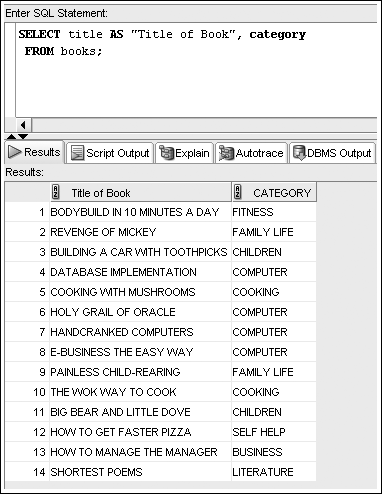 Enter SQL Statement:
SELECT title AS "Title of Book", category
FROM books;
Results Script Output Explain Autotrace DBMS Output
Results:
Title of Book CATEGORY
1 BODYBUILD IN 10 MINUTES A DAY FITNESS
2 REVENGE OF MICKEY FAMILY LIFE
3 BUILDING A CAR WITH TOOTHPICKS CHILDREN
4 DATABASE IMPLEMENTATION COMPUTER
5 COOKING WITH MUSHROOMS COOKING
6 HOLY GRAIL OF ORACLE COMPUTER
7 HANDCRANKED COMPUTERS COMPUTER
8 E-BUSINESS THE EASY WAY COMPUTER
9 PAINLESS CHILD-REARING FAMILY LIFE
10 THE WOK WAY TO COOK COOKING
11 BIG BEAR AND LITTLE DOVE CHILDREN
12 HOW TO GET FASTER PIZZA SELF HELP
13 HOW TO MANAGE THE MANAGER BUSINESS
14 SHORTEST POEMS LITERATURE